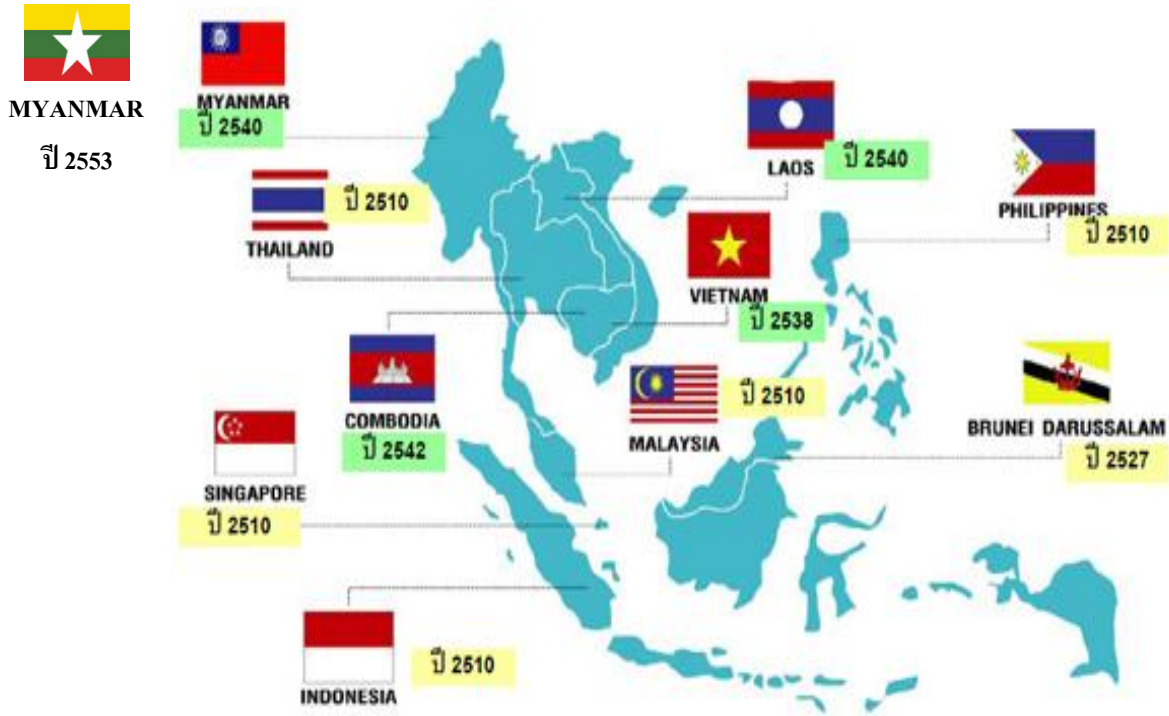 MYANMAR
ปี 2553
MYANMAR
ปี 2540
LAOS
ปี 2540
PHILIPPINES
ปี 2510
THAILAND
ปี 2510
VIETNAM
ปี 2538
COMBODIA
ปี 2542
MALAYSIA
ปี 2510
BRUNEI DARUSSALAM
ปี 2527
SINGAPORE
ปี 2510
INDONESIA
ปี 2510